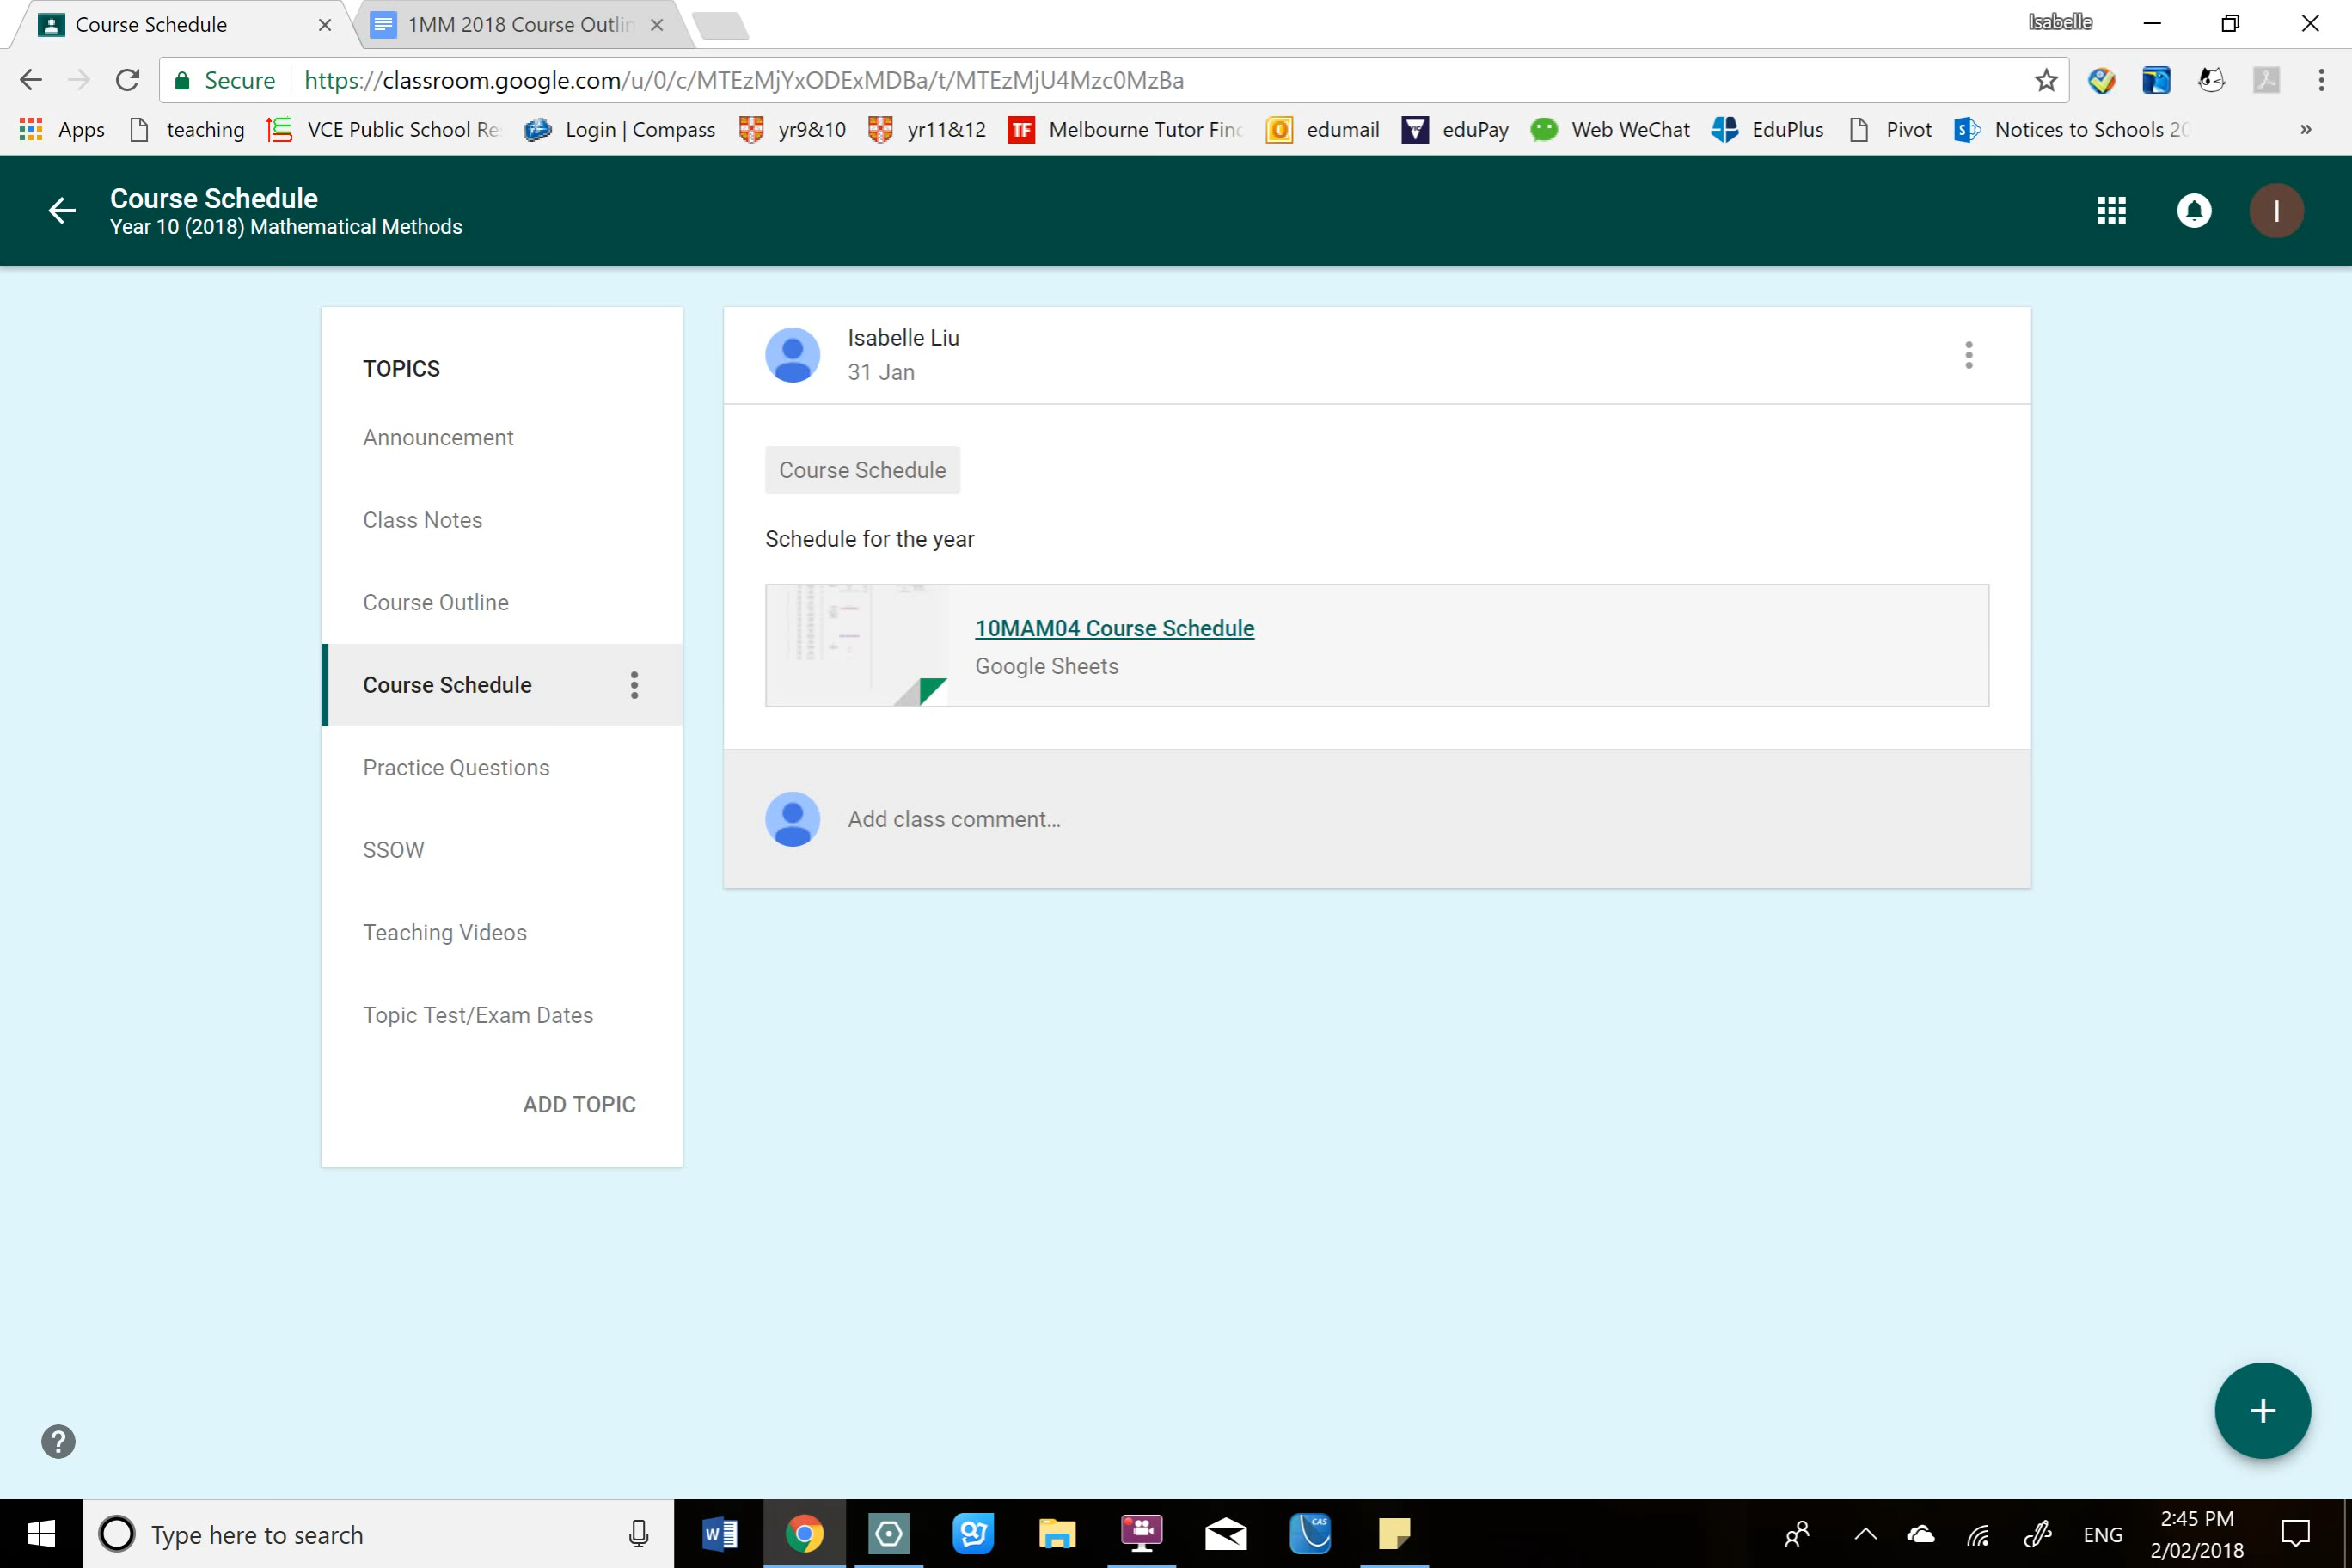 Course Schedule
1MM 2018 Course Outlin
Isabelle
Secure
https://classroom.google.com/u/0/c/MTEzMjYxODExMDBa/t/MTEzMjU4Mzc0MzBa
Apps teaching VCE Public School Re Login | Compass yr9&10 yr11&12 TF Melbourne Tutor Find edumail eduPay Web WeChat EduPlus Pivot Notices to Schools 20 »
Course Schedule
Year 10 (2018) Mathematical Methods
I
TOPICS
Announcement
Class Notes
Course Outline
Course Schedule
Practice Questions
SSOW
Teaching Videos
Topic Test/Exam Dates
ADD TOPIC
Isabelle Liu
31 Jan
Course Schedule
Schedule for the year
10MAM04 Course Schedule
Google Sheets
Add class comment...
Type here to search
CAS
ENG
2:45 PM
2/02/2018